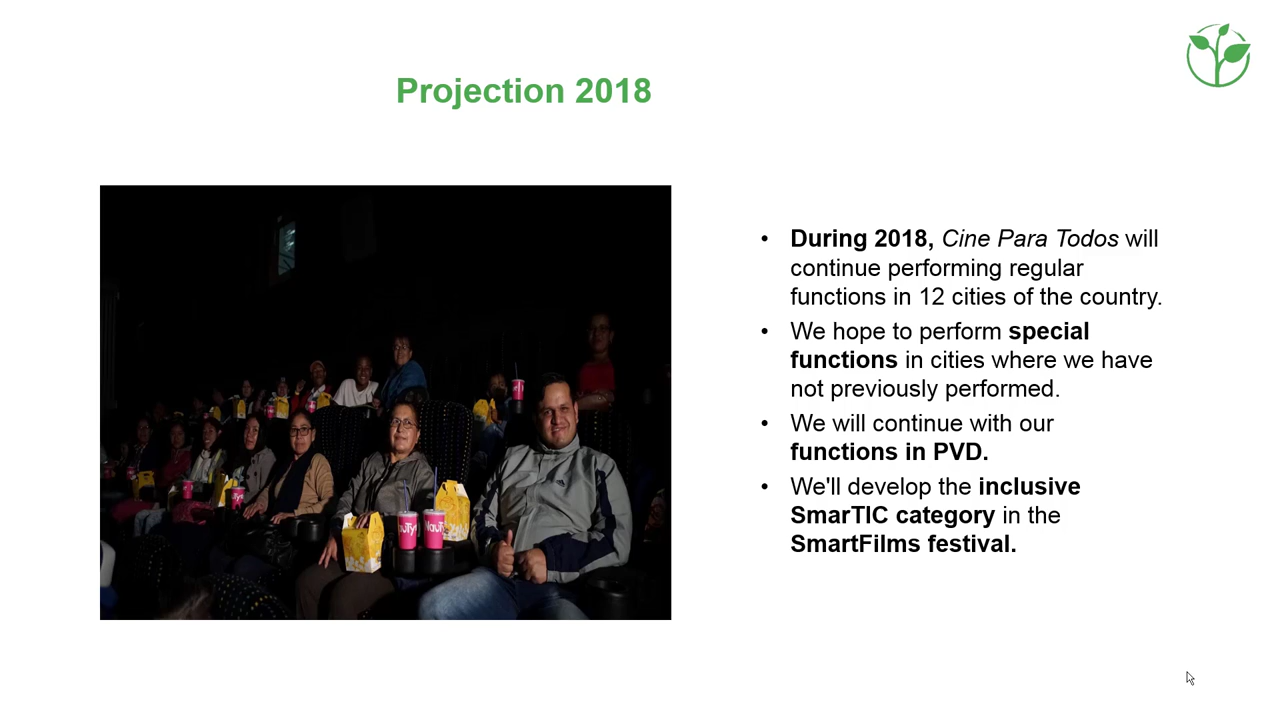 Projection 2018
• During 2018, Cine Para Todos will
continue performing regular
functions in 12 cities of the country.
• We hope to perform special
functions in cities where we have
not previously performed.
• We will continue with our
functions in PVD.
• We'll develop the inclusive
SmarTIC category in the
SmartFilms festival.